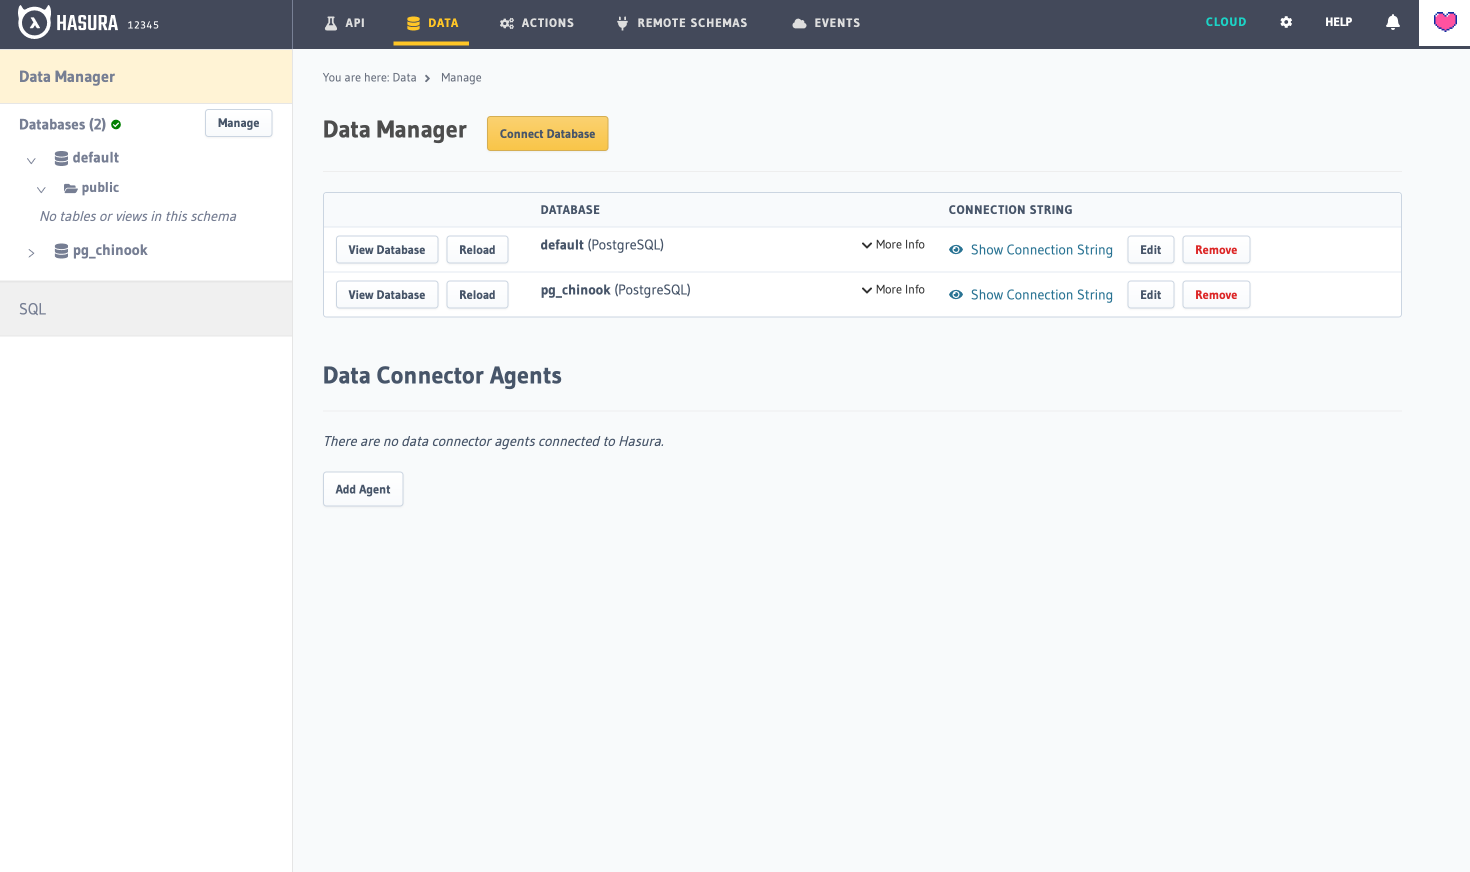 HASURA 12345
API DATA ACTIONS REMOTE SCHEMAS EVENTS CLOUD HELP
Data Manager
Databases (2) Manage
default
public
No tables or views in this schema
pg_chinook
SQL
You are here: Data Manage
Data Manager Connect Database
DATABASE CONNECTION STRING
View Database Reload default (PostgreSQL) More Info Show Connection String Edit Remove
View Database Reload pg_chinook (PostgreSQL) More Info Show Connection String Edit Remove
Data Connector Agents
There are no data connector agents connected to Hasura.
Add Agent